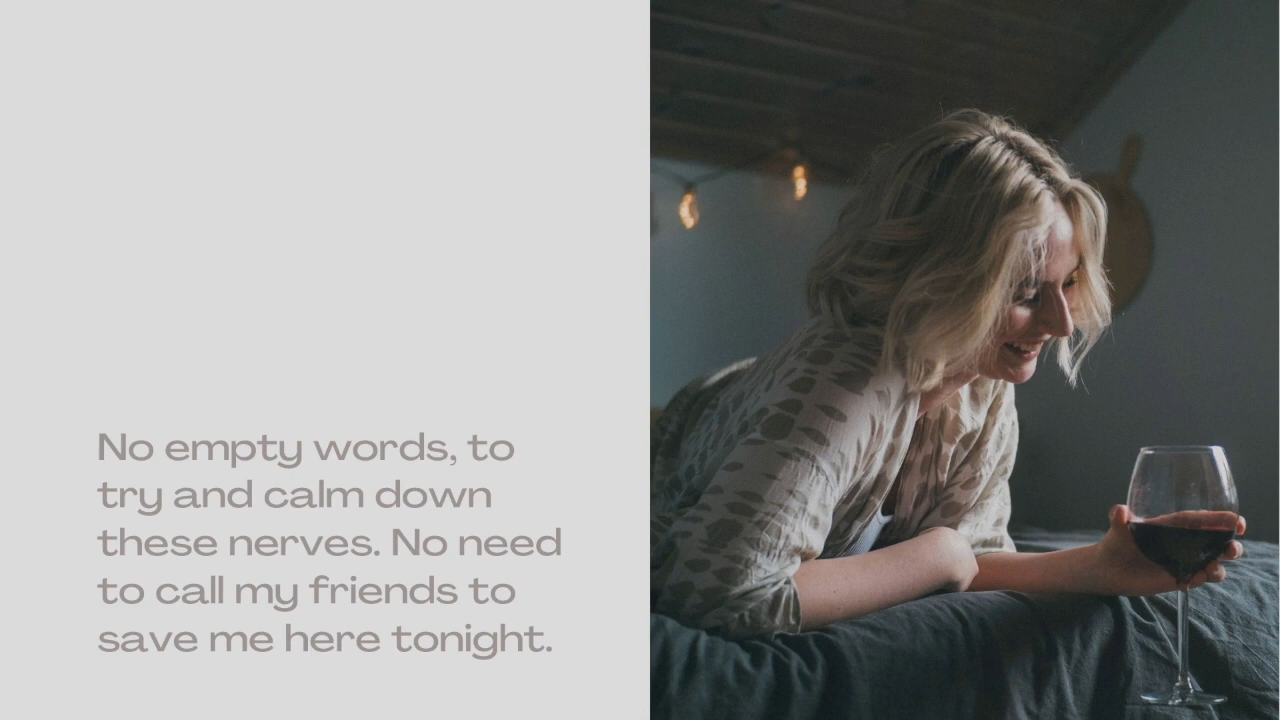 No empty words, to
try and calm down
these nerves. No need
to call my friends to
save me here tonight.